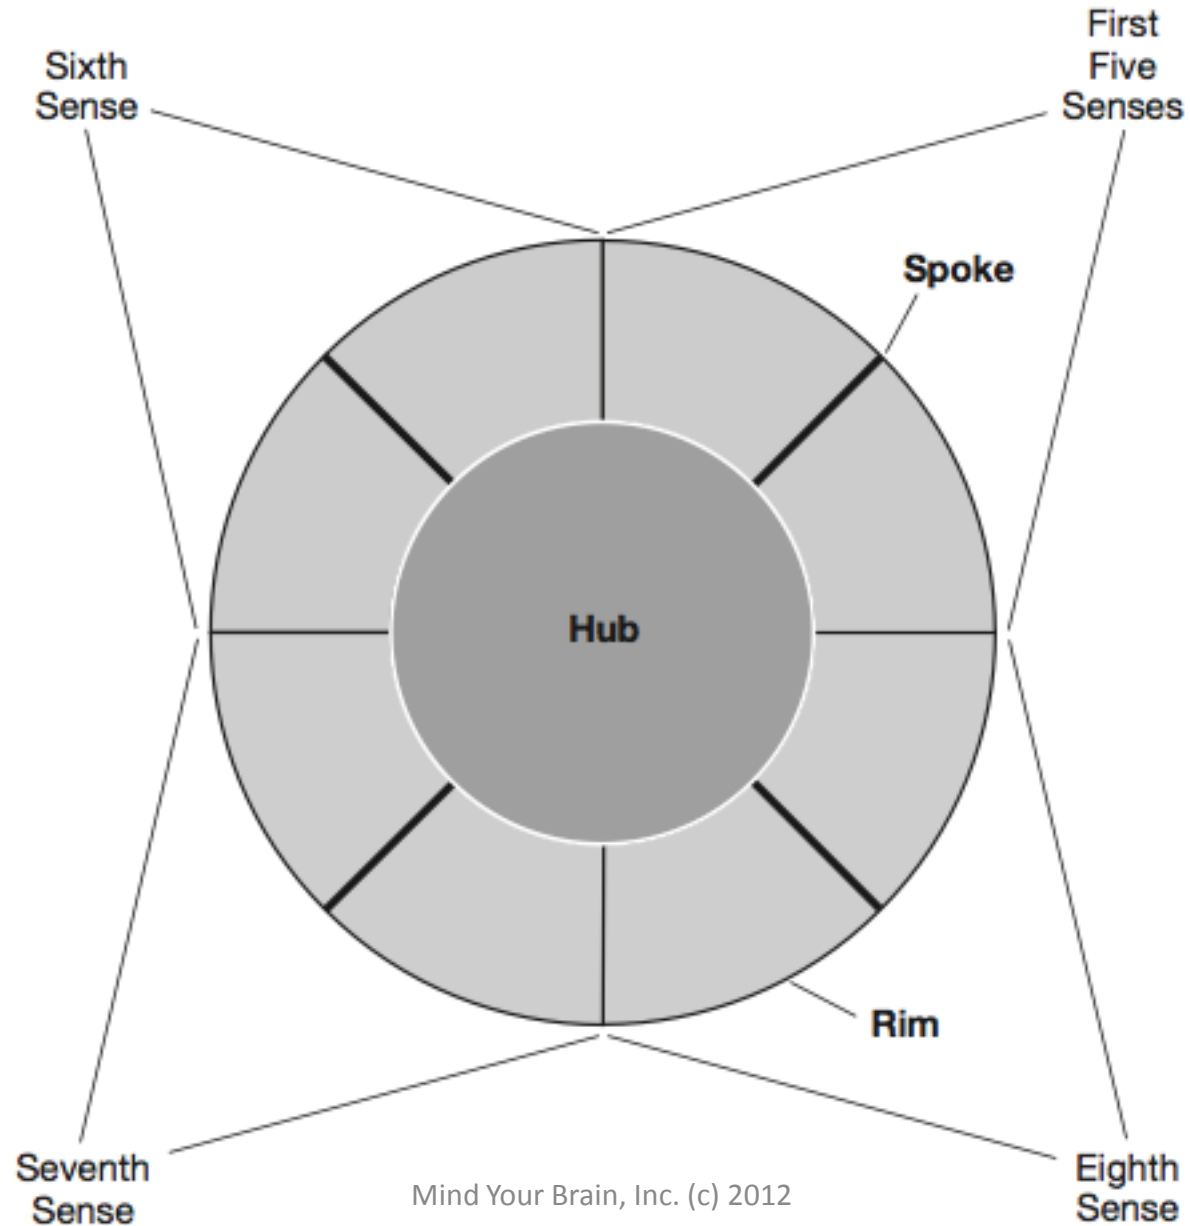 Sixth
Sense
First
Five
Senses
Spoke
Hub
Rim
Seventh
Sense
Mind Your Brain, Inc. (c) 2012
Eighth
Sense